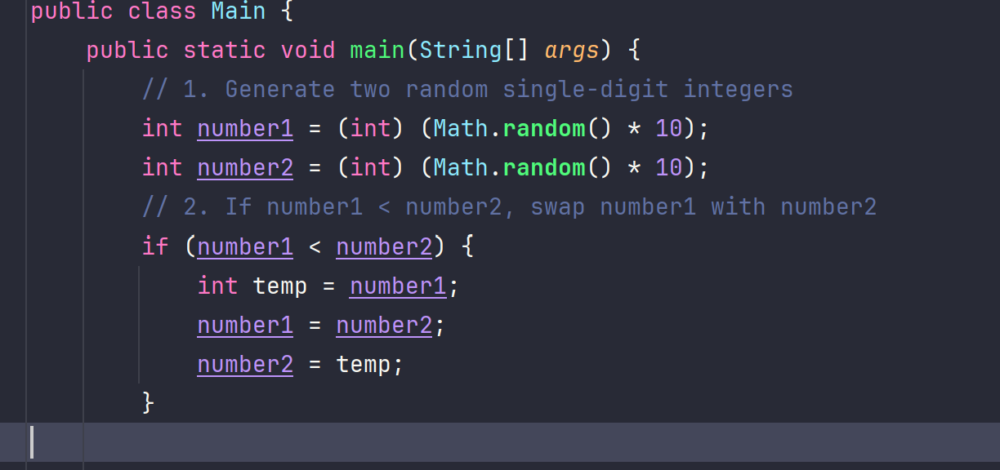 public class Main {
public static void main(String[] args) {
// 1. Generate two random single-digit integers
int number1 = (int) (Math.random() * 10);
int number2 = (int) (Math.random() * 10);
// 2. If number1 < number2, swap number1 with number2
if (number1 < number2) {
int temp = number1;
number1 = number2;
number2 = temp;
}